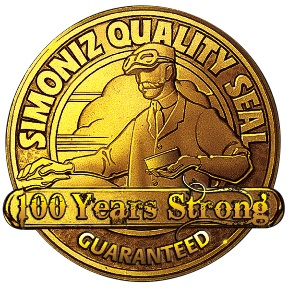 SIMONIZ QUALITY SEAL
100 Years Strong
GUARANTEED